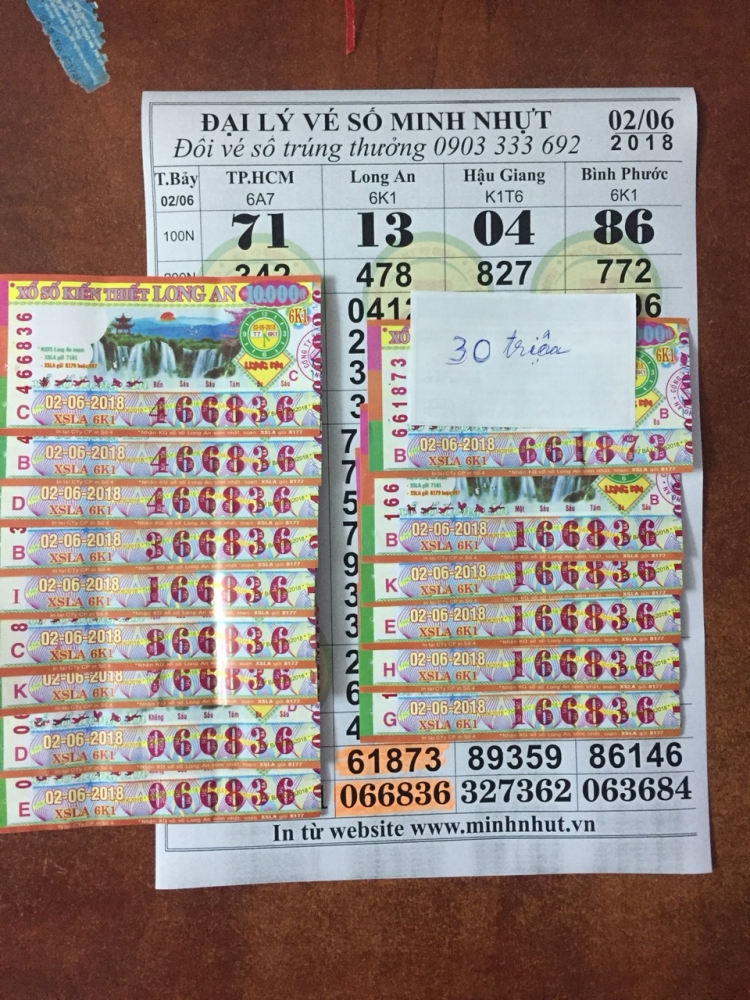 ĐẠI LÝ VÉ SỐ MINH NHỰT 02/06
Đổi vé số trúng thưởng 0903 333 692 2018
T.Bảy TP.HCM Long An Hậu Giang Bình Phước
02/06 6A7 6K1 K1T6 6K1
100N 71 13 04 86
342 478 827 772
0412
06
30 triệu
XỔ SỐ KIẾN THIẾT LONG AN 10.000đ
6K1
466836
C 02-06-2018 466836
XSLA 6K1
B 02-06-2018 466836
XSLA 6K1
D 02-06-2018 466836
XSLA 6K1
B 02-06-2018 366836
XSLA 6K1
I 02-06-2018 166836
XSLA 6K1
C 02-06-2018 866836
XSLA 6K1
K 02-06-2018 766836
XSLA 6K1
D 02-06-2018 066836
XSLA 6K1
E 02-06-2018 066836
XSLA 6K1
6K1
661873
B 02-06-2018 661873
XSLA 6K1
B 02-06-2018 166836
XSLA 6K1
K 02-06-2018 166836
XSLA 6K1
E 02-06-2018 166836
XSLA 6K1
H 02-06-2018 166836
XSLA 6K1
G 02-06-2018 166836
XSLA 6K1
61873 89359 86146
066836 327362 063684
In từ website www.minhnhut.vn